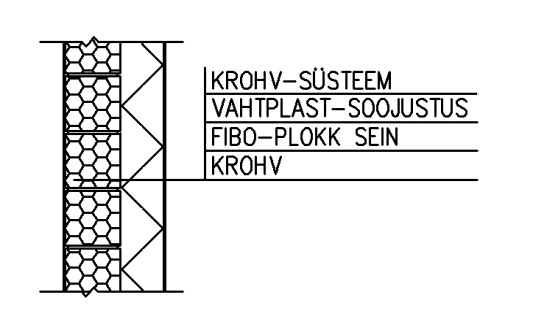 KROHV-SÜSTEEM
VAHTPLAST-SOOJUSTUS
FIBO-PLOKK SEIN
KROHV